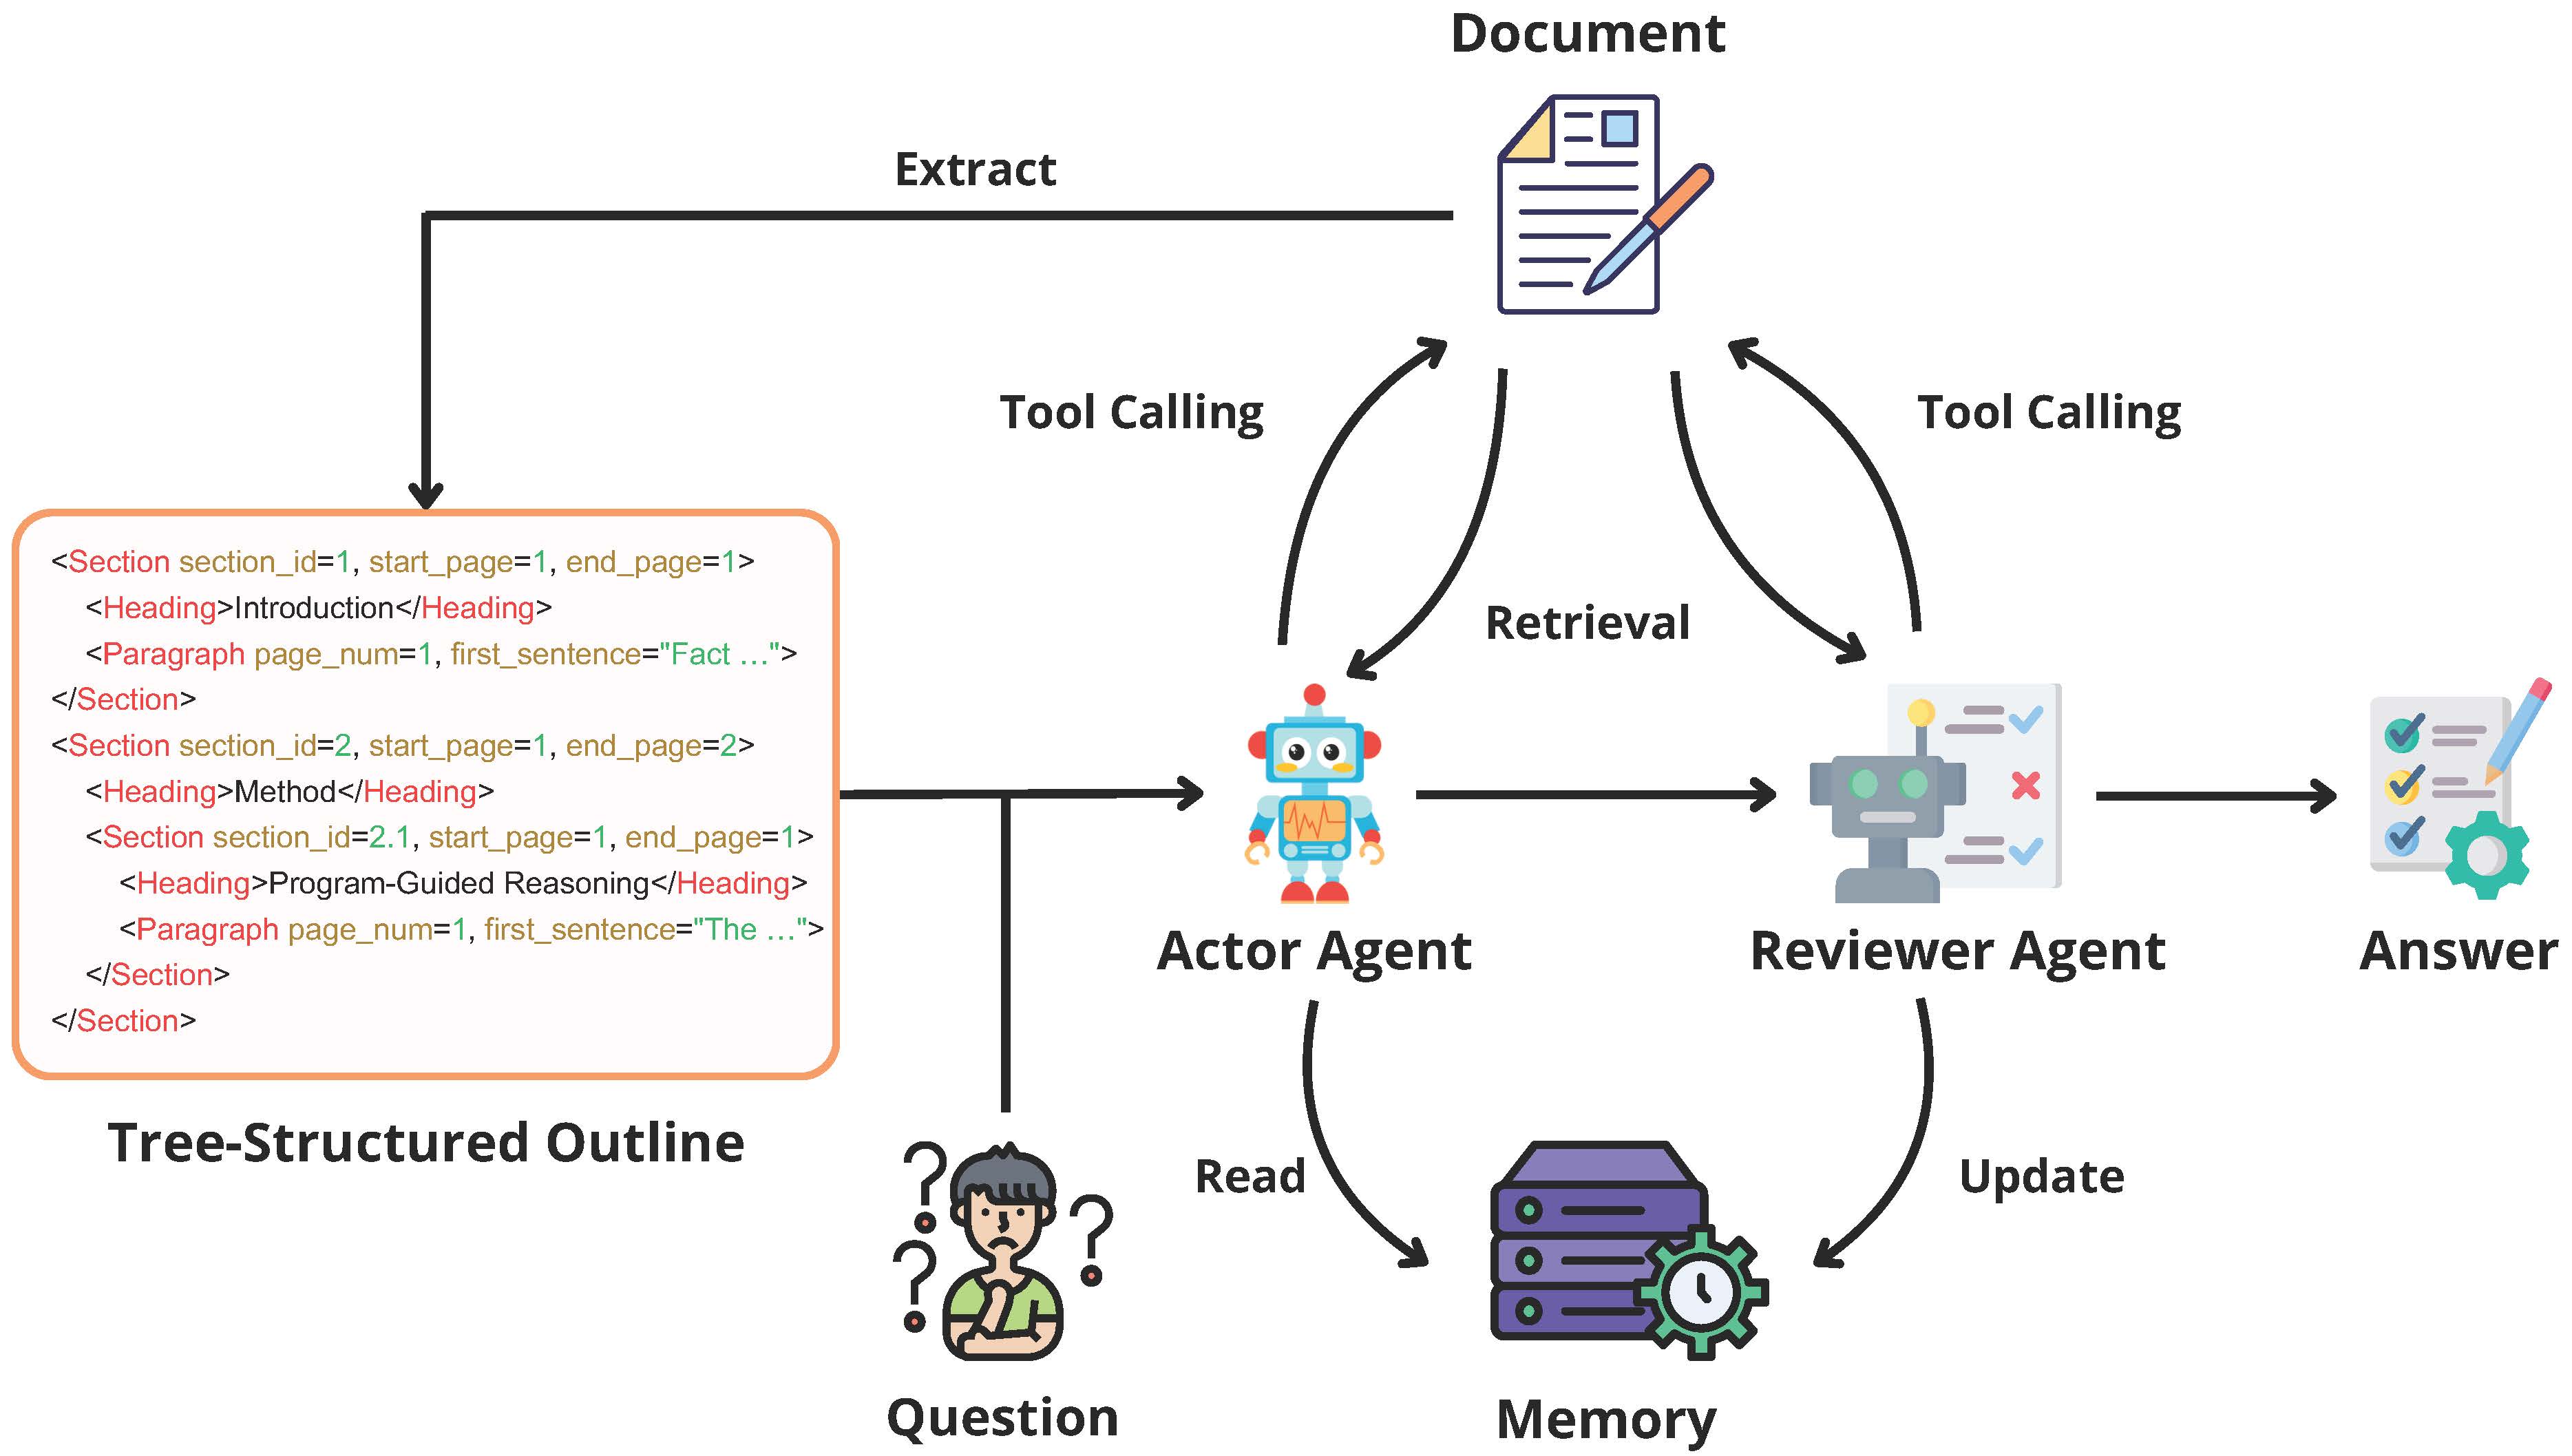 Document
Extract
Tool Calling
Tool Calling
Retrieval
<Section section_id=1, start_page=1, end_page=1>
<Heading>Introduction</Heading>
<Paragraph page_num=1, first_sentence="Fact ...">
</Section>
<Section section_id=2, start_page=1, end_page=2>
<Heading>Method</Heading>
<Section section_id=2.1, start_page=1, end_page=1>
<Heading>Program-Guided Reasoning</Heading>
<Paragraph page_num=1, first_sentence="The ...">
</Section>
</Section>
Tree-Structured Outline
Actor Agent
Reviewer Agent
Answer
Read
Update
Question
Memory